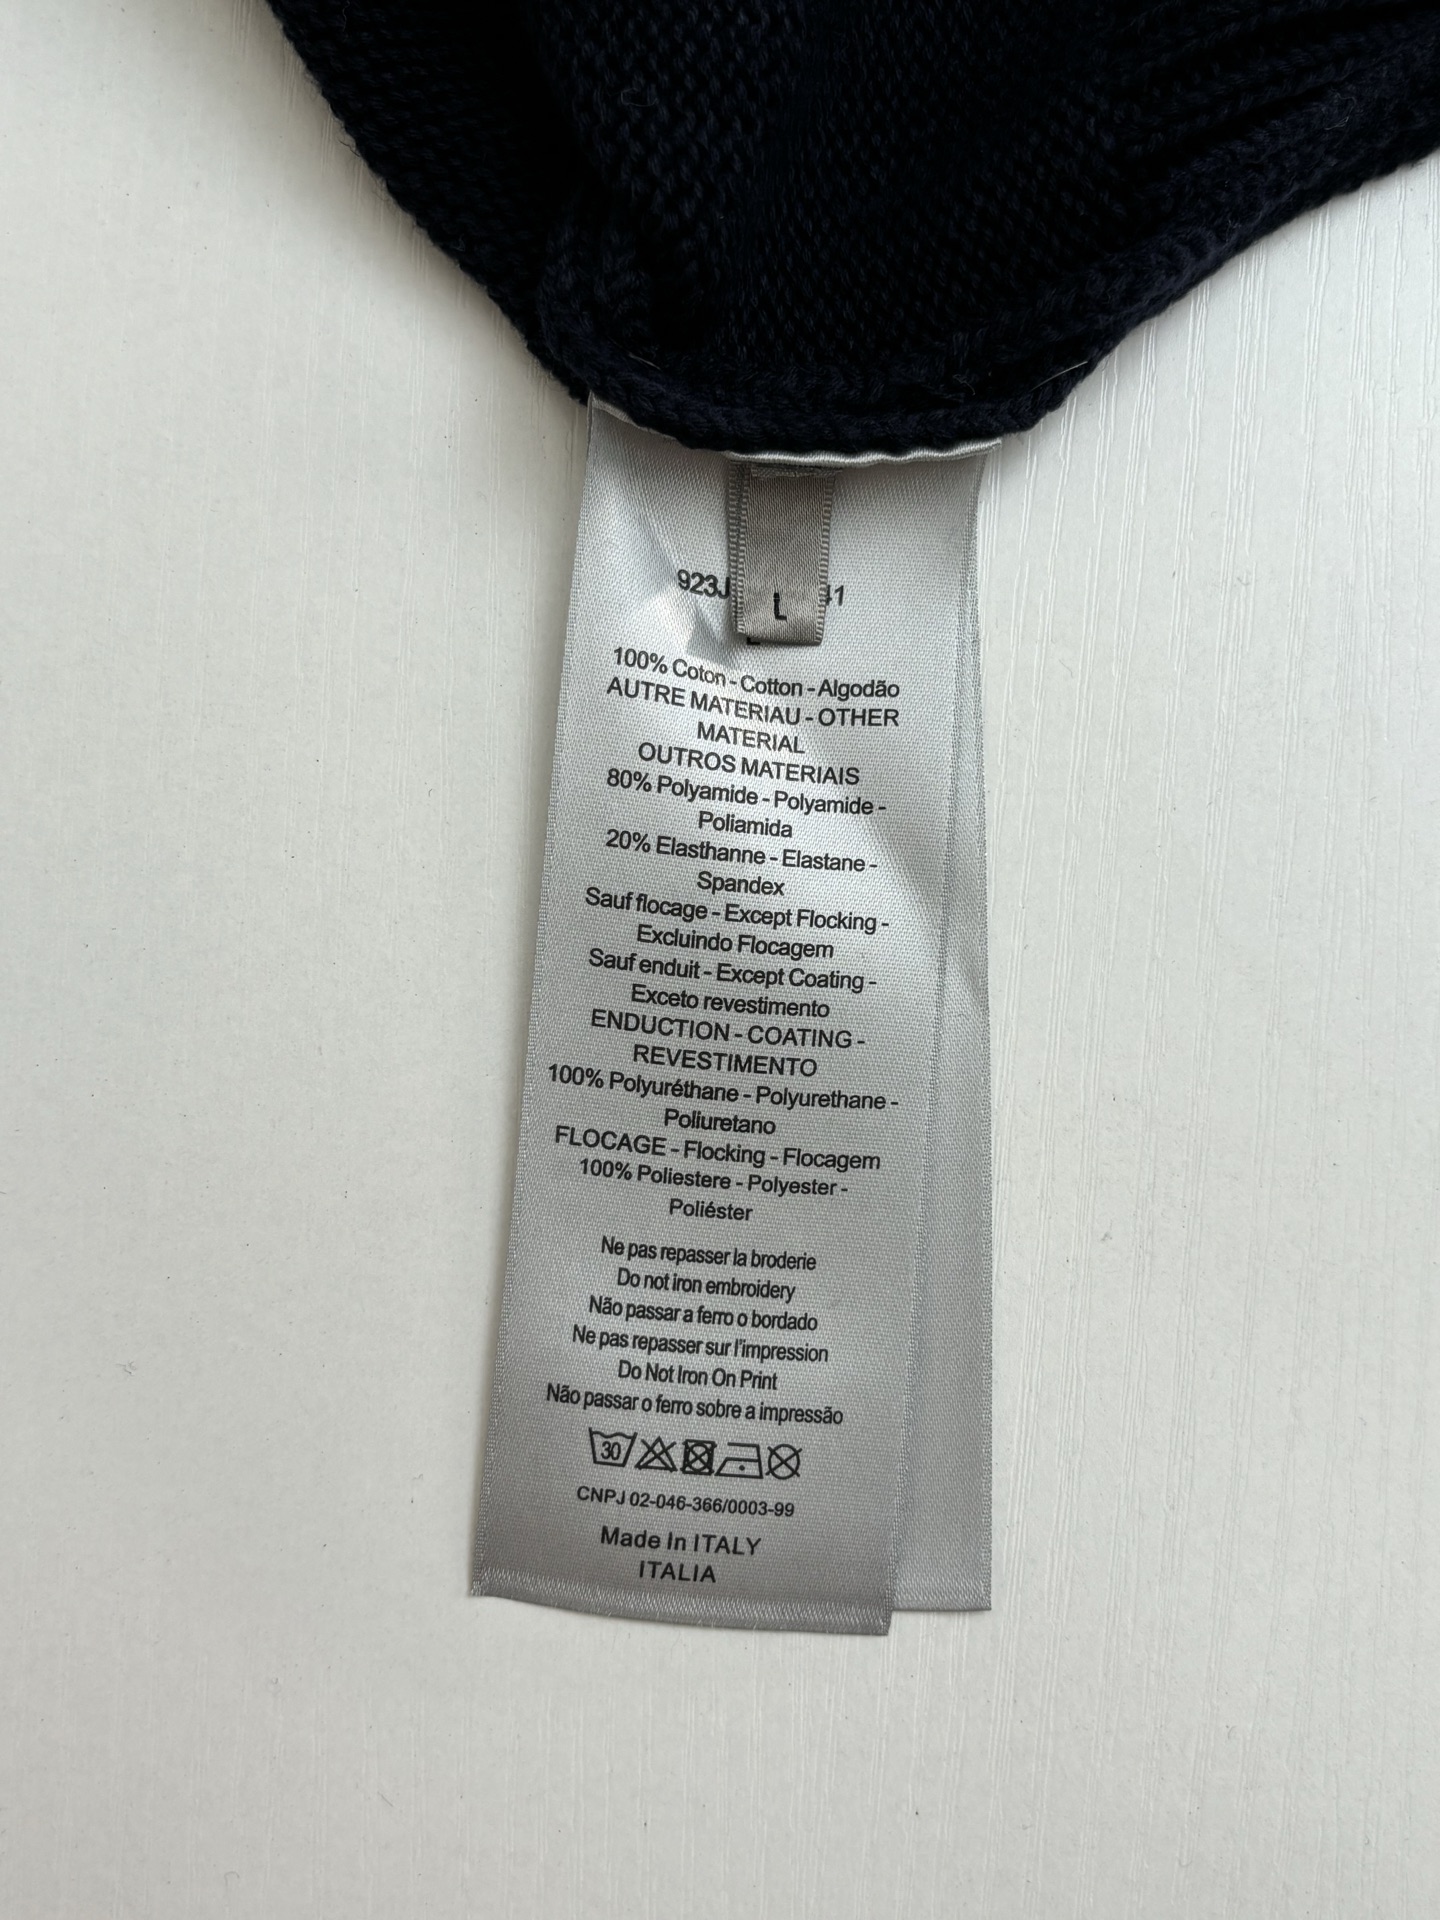 923J
41
L
100% Coton - Cotton - Algodão
AUTRE MATERIAU - OTHER
MATERIAL
OUTROS MATERIAIS
80% Polyamide - Polyamide -
Poliamida
20% Elasthanne - Elastane -
Spandex
Sauf flocage - Except Flocking -
Excluindo Flocagem
Sauf enduit - Except Coating -
Exceto revestimento
ENDUCTION - COATING -
REVESTIMENTO
100% Polyuréthane - Polyurethane -
Poliuretano
FLOCAGE - Flocking - Flocagem
100% Poliestere - Polyester -
Poliéster
Ne pas repasser la broderie
Do not iron embroidery
Não passar a ferro o bordado
Ne pas repasser sur l'impression
Do Not Iron On Print
Não passar o ferro sobre a impressão
30
CNPJ 02-046-366/0003-99
Made In ITALY
ITALIA